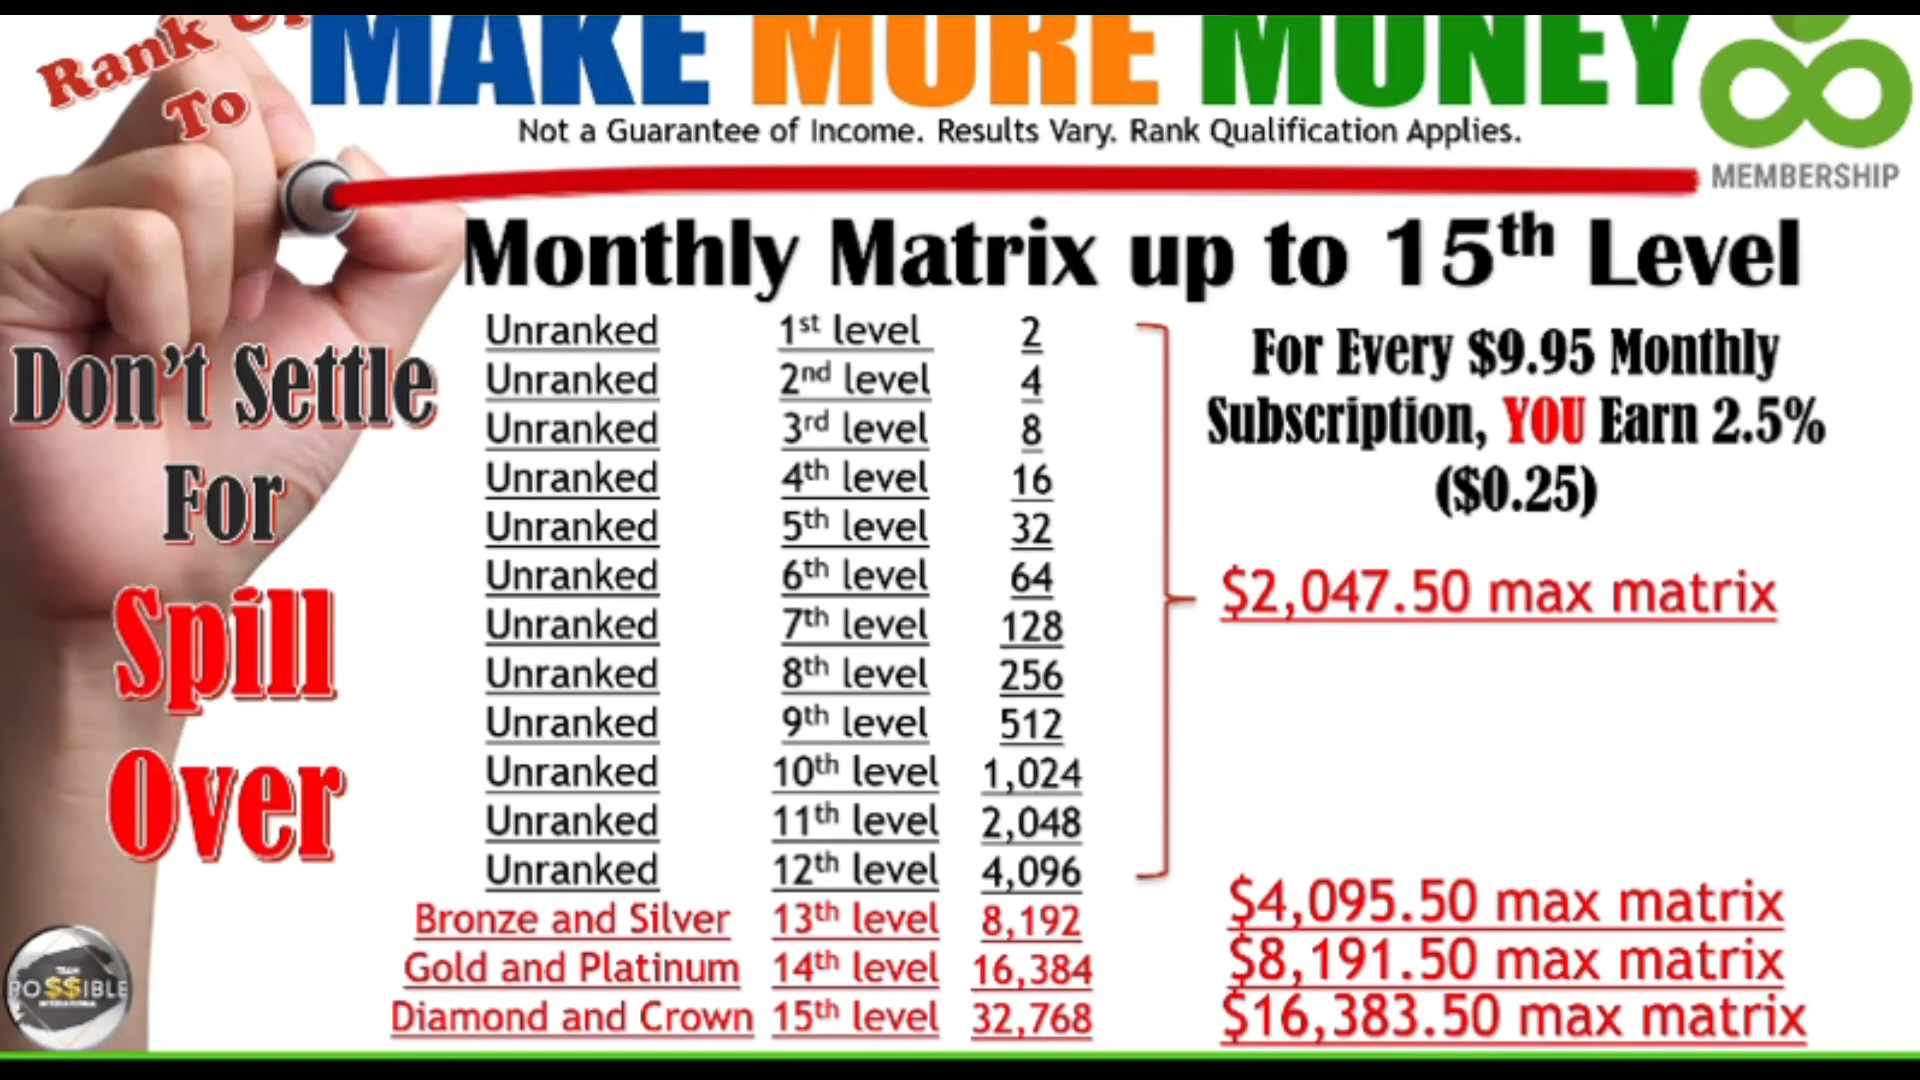 Rank Up
To
MAKE MORE MONEY
Not a Guarantee of Income. Results Vary. Rank Qualification Applies.
MEMBERSHIP
Monthly Matrix up to 15th Level
Don't Settle
For
Spill
Over
Unranked 1st level 2
Unranked 2nd level 4
Unranked 3rd level 8
Unranked 4th level 16
Unranked 5th level 32
Unranked 6th level 64
Unranked 7th level 128
Unranked 8th level 256
Unranked 9th level 512
Unranked 10th level 1,024
Unranked 11th level 2,048
Unranked 12th level 4,096
For Every $9.95 Monthly
Subscription, YOU Earn 2.5%
($0.25)
$2,047.50 max matrix
Bronze and Silver 13th level 8,192 $4,095.50 max matrix
Gold and Platinum 14th level 16,384 $8,191.50 max matrix
Diamond and Crown 15th level 32,768 $16,383.50 max matrix
TEAM
PO$$IBLE
INTERNATIONAL